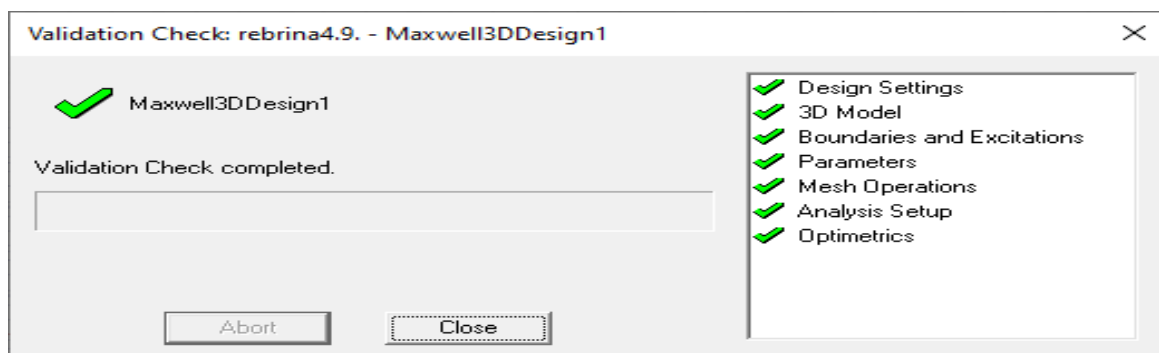 Validation Check: rebrina4.9. - Maxwell3DDesign1
Maxwell3DDesign1
Validation Check completed.
Abort
Close
Design Settings
3D Model
Boundaries and Excitations
Parameters
Mesh Operations
Analysis Setup
Optimetrics